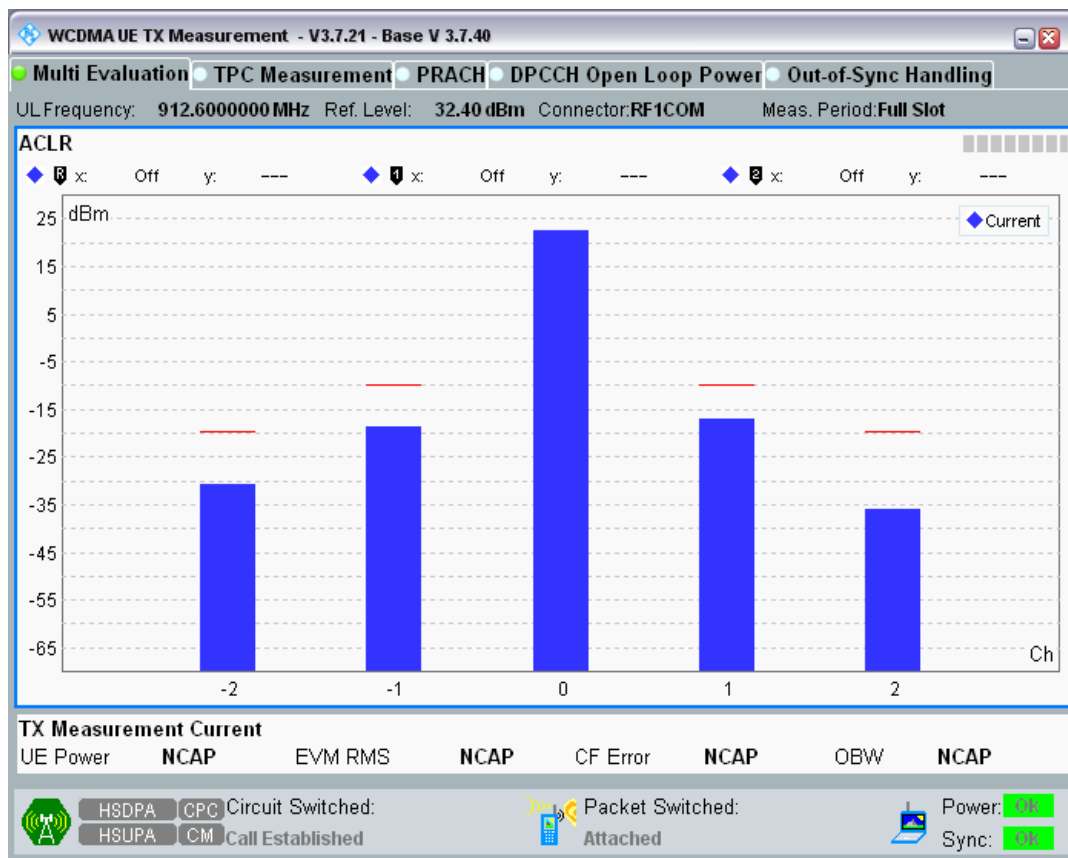 WCDMA UE TX Measurement - V3.7.21 - Base V 3.7.40
Multi Evaluation TPC Measurement PRACH DPCCH Open Loop Power Out-of-Sync Handling
UL Frequency: 912.6000000 MHz Ref. Level: 32.40 dBm Connector:RF1COM Meas. Period:Full Slot
ACLR
R x: Off y: --- 1 x: Off y: --- 2 x: Off y: ---
dBm
Current
25
15
5
-5
-15
-25
-35
-45
-55
-65
Ch
-2 -1 0 1 2
TX Measurement Current
UE Power NCAP EVM RMS NCAP CF Error NCAP OBW NCAP
HSDPA CPC Circuit Switched: Packet Switched: Power: Ok
HSUPA CM Call Established Attached Sync: Ok